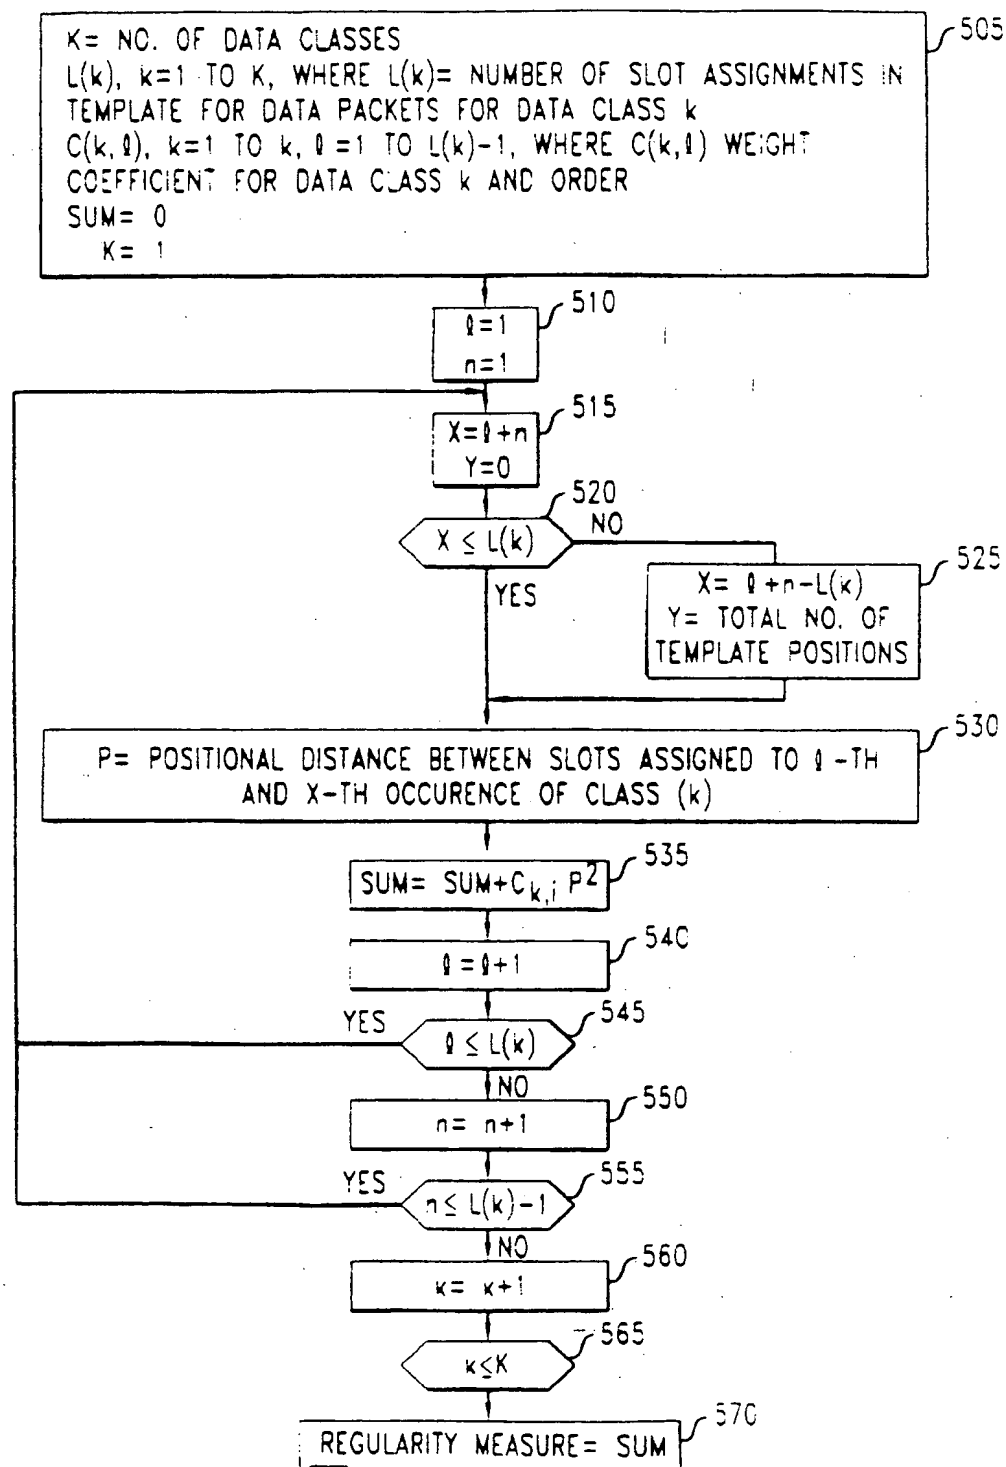 K= NO. OF DATA CLASSES
L(k), k=1 TO K, WHERE L(k)= NUMBER OF SLOT ASSIGNMENTS IN
TEMPLATE FOR DATA PACKETS FOR DATA CLASS k
C(k,ℓ), k=1 TO k, ℓ=1 TO L(k)-1, WHERE C(k,ℓ) WEIGHT
COEFFICIENT FOR DATA CLASS k AND ORDER
SUM= 0
K= 1
505
510
ℓ=1
n=1
515
X=ℓ+n
Y=0
520
X ≤ L(k)
NO
YES
525
X= ℓ+n-L(k)
Y= TOTAL NO. OF
TEMPLATE POSITIONS
530
P= POSITIONAL DISTANCE BETWEEN SLOTS ASSIGNED TO ℓ-TH
AND X-TH OCCURENCE OF CLASS (k)
535
SUM= SUM+C_{k,i} P²
540
ℓ=ℓ+1
545
YES
ℓ ≤ L(k)
NO
550
n= n+1
555
YES
n ≤ L(k)-1
NO
560
k= k+1
565
k≤K
570
REGULARITY MEASURE= SUM